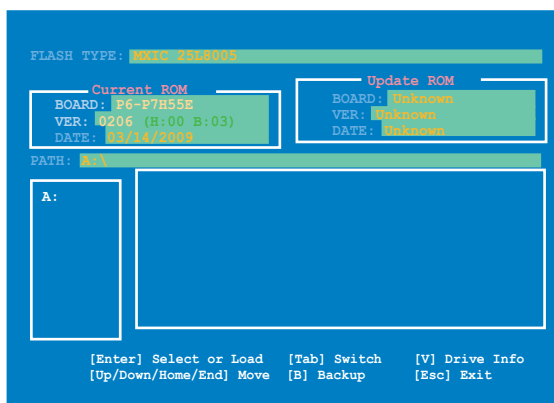 FLASH TYPE: MXIC 25L8005
Current ROM
BOARD: P6-P7H55E
VER: 0206 (H:00 B:03)
DATE: 03/14/2009
Update ROM
BOARD: Unknown
VER: Unknown
DATE: Unknown
PATH: A:\
A:
[Enter] Select or Load [Tab] Switch [V] Drive Info
[Up/Down/Home/End] Move [B] Backup [Esc] Exit